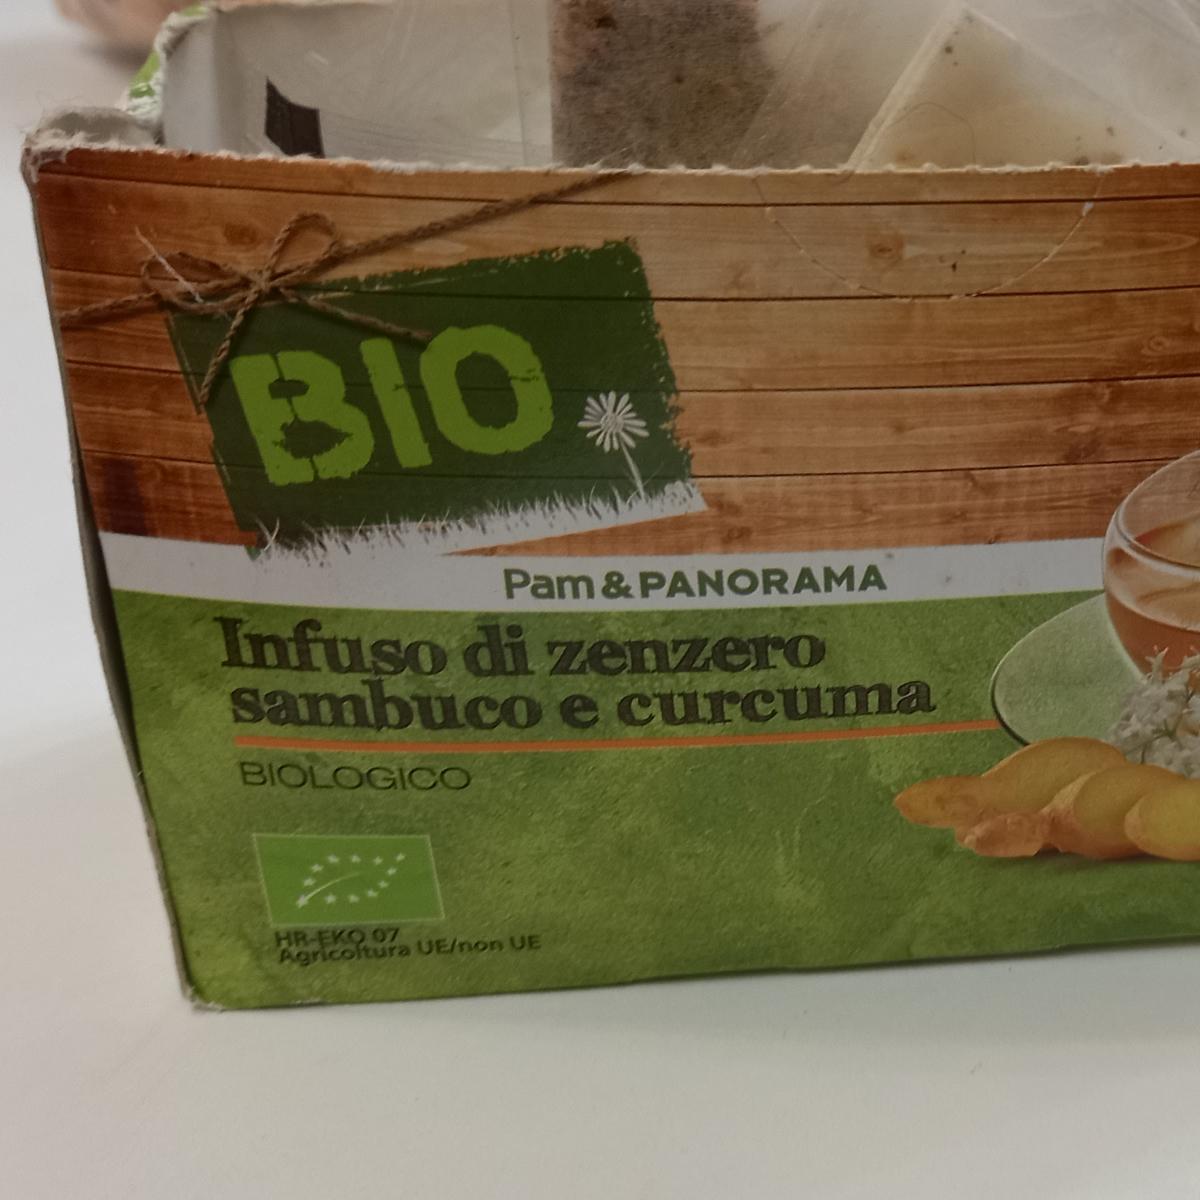 BIO
Pam & PANORAMA
Infuso di zenzero
sambuco e curcuma
BIOLOGICO
HR-EKO 07
Agricoltura UE/non UE